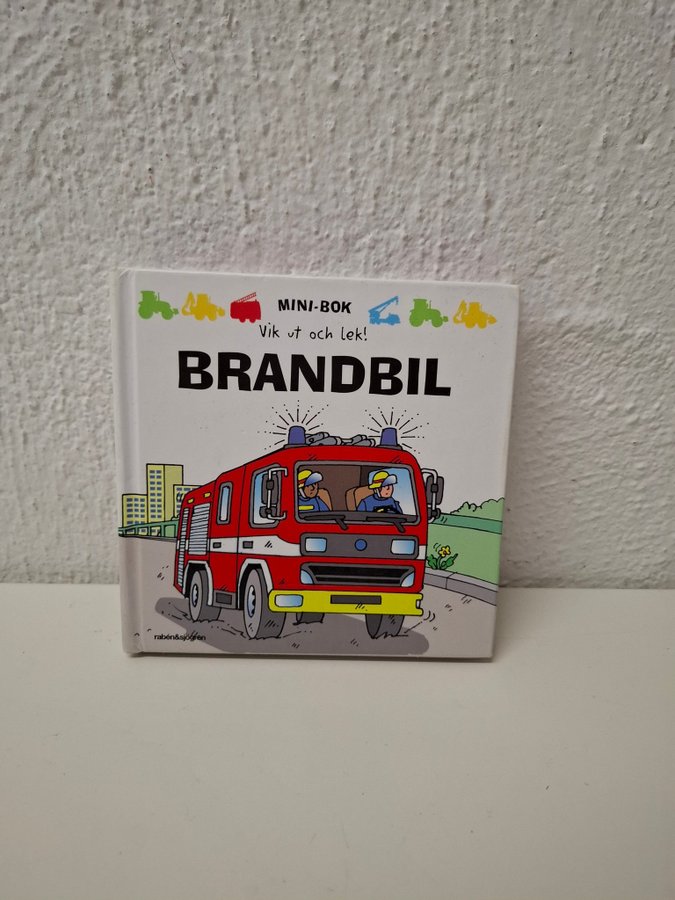 MINI-BOK
Vik ut och lek!
BRANDBIL
rabén&sjögren